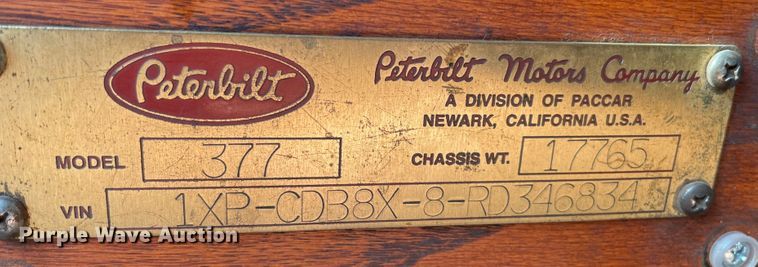 Peterbilt
Peterbilt Motors Company
A DIVISION OF PACCAR
NEWARK, CALIFORNIA U.S.A.
MODEL 377
CHASSIS WT. 17765
VIN 1XP-CDB8X-8-RD346834
Purple Wave Auction